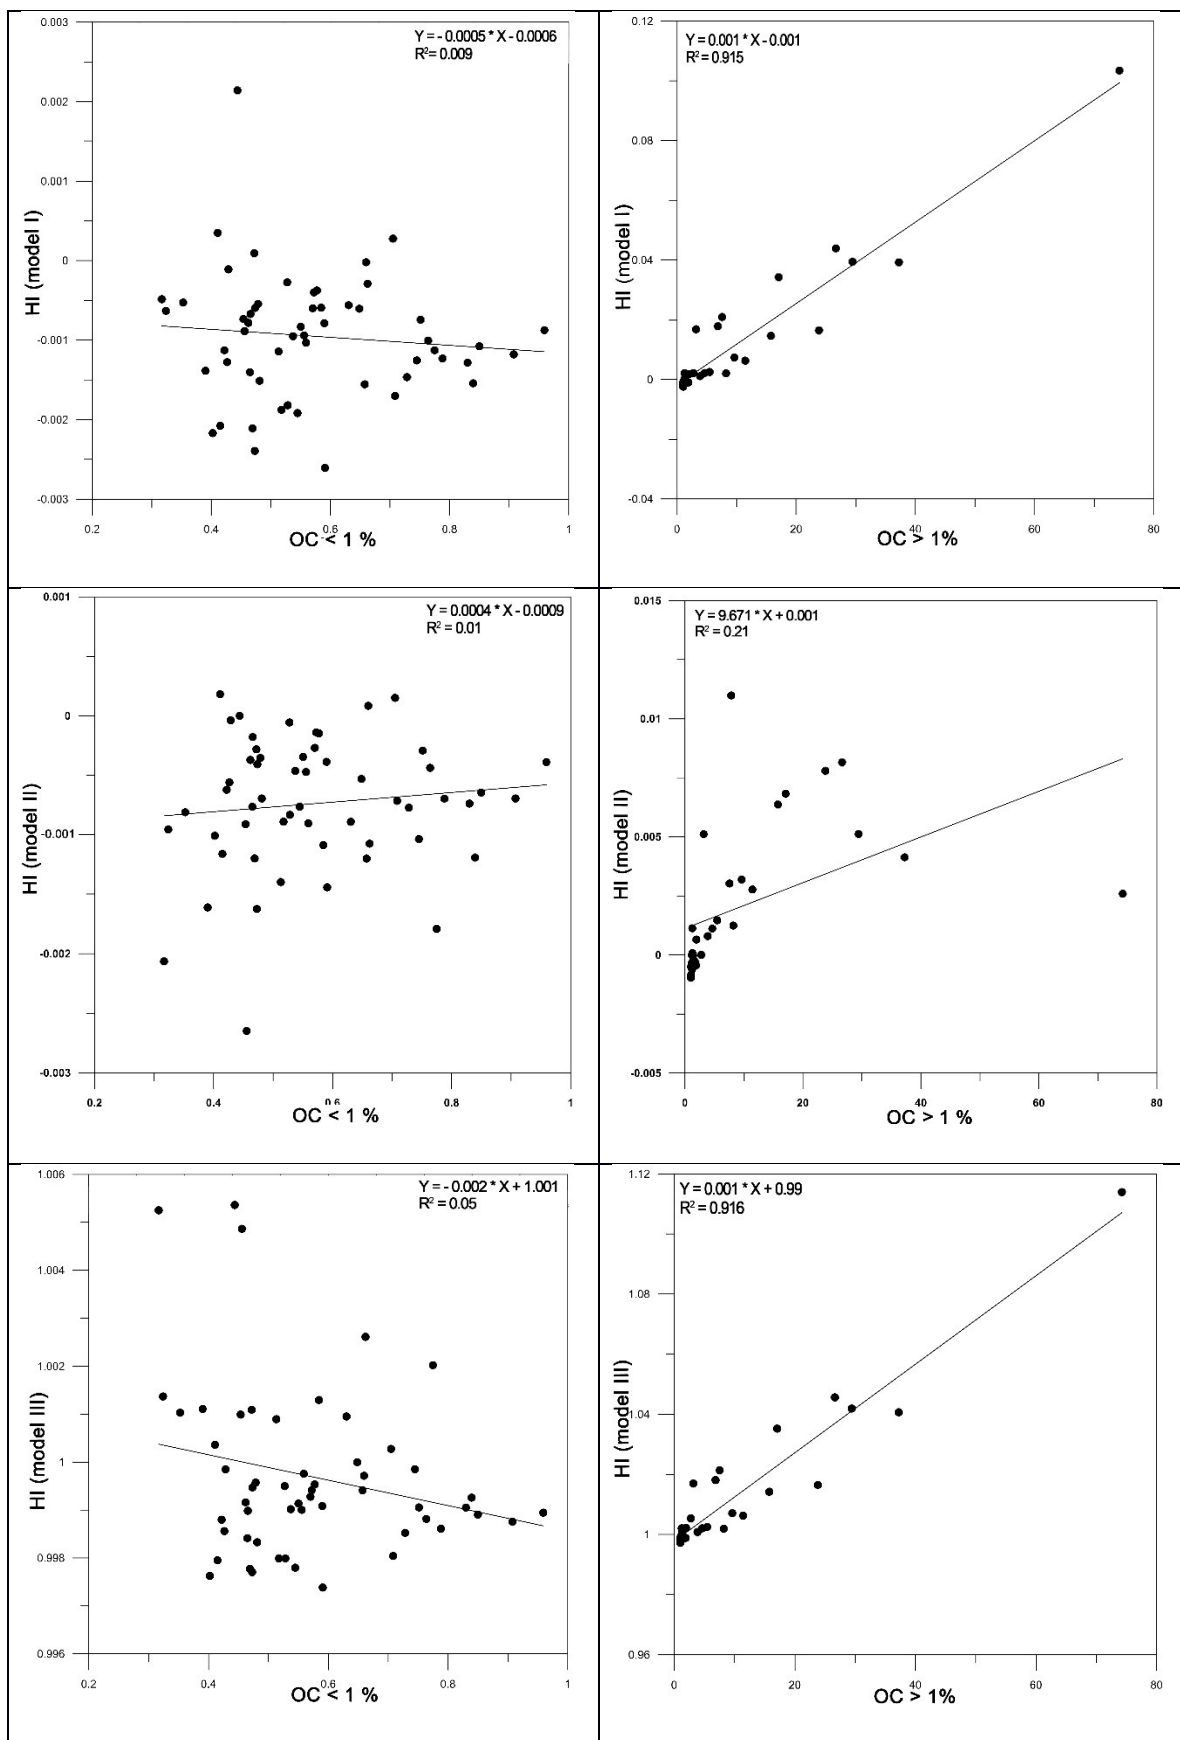 0.003
Y = - 0.0005 * X - 0.0006
R²= 0.009
0.002
0.001
0
-0.001
-0.002
-0.003
HI (model I)
0.2 0.4 0.6 0.8 1
OC < 1 %
0.12
Y = 0.001 * X - 0.001
R² = 0.915
0.08
0.04
0
-0.04
HI (model I)
0 20 40 60 80
OC > 1%
0.001
Y = 0.0004 * X - 0.0009
R² = 0.01
0
-0.001
-0.002
-0.003
HI (model II)
0.2 0.4 0.6 0.8 1
OC < 1 %
0.015
Y = 9.671 * X + 0.001
R² = 0.21
0.01
0.005
0
-0.005
HI (model II)
0 20 40 60 80
OC > 1 %
1.006
Y = - 0.002 * X + 1.001
R² = 0.05
1.004
1.002
1
0.998
0.996
HI (model III)
0.2 0.4 0.6 0.8 1
OC < 1 %
1.12
Y = 0.001 * X + 0.99
R² = 0.916
1.08
1.04
1
0.96
HI (model III)
0 20 40 60 80
OC > 1%